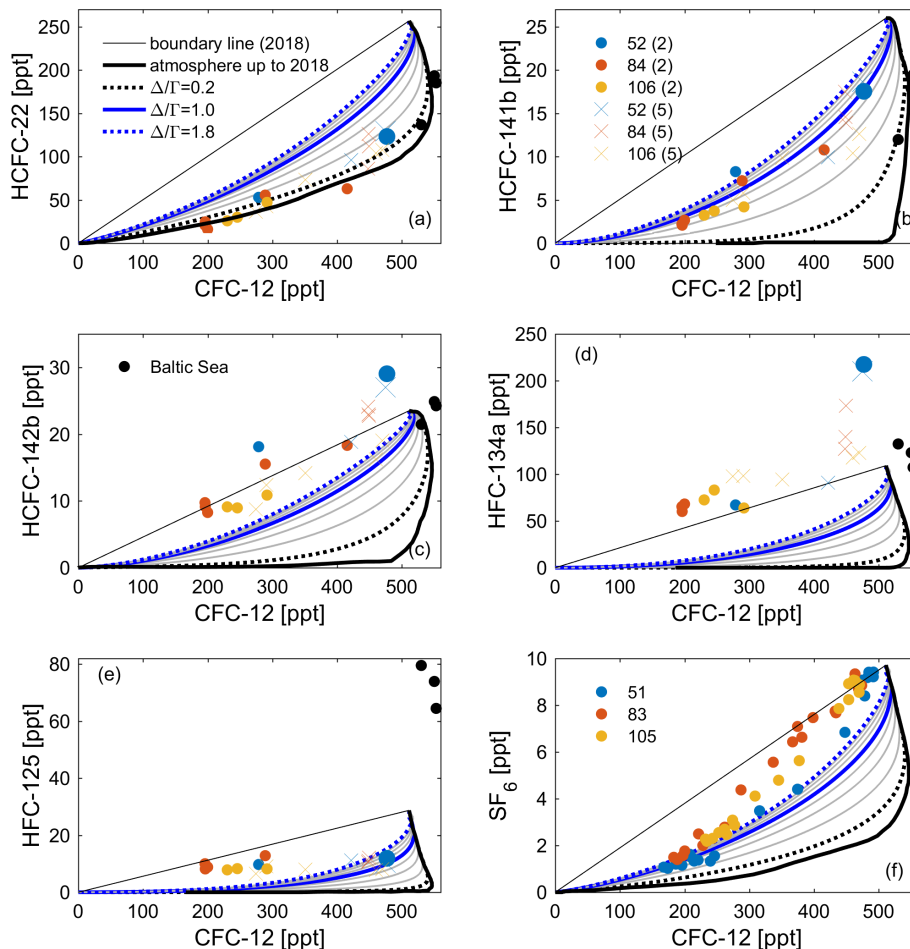 250
200
150
100
50
0
HCFC-22 [ppt]
boundary line (2018)
atmosphere up to 2018
Δ/Γ=0.2
Δ/Γ=1.0
Δ/Γ=1.8
(a)
0 100 200 300 400 500
CFC-12 [ppt]
25
20
15
10
5
0
HCFC-141b [ppt]
52 (2)
84 (2)
106 (2)
52 (5)
84 (5)
106 (5)
(b)
0 100 200 300 400 500
CFC-12 [ppt]
30
20
10
0
HCFC-142b [ppt]
Baltic Sea
(c)
0 100 200 300 400 500
CFC-12 [ppt]
250
200
150
100
50
0
HFC-134a [ppt]
(d)
0 100 200 300 400 500
CFC-12 [ppt]
80
60
40
20
0
HFC-125 [ppt]
(e)
0 100 200 300 400 500
CFC-12 [ppt]
10
8
6
4
2
0
SF6 [ppt]
51
83
105
(f)
0 100 200 300 400 500
CFC-12 [ppt]